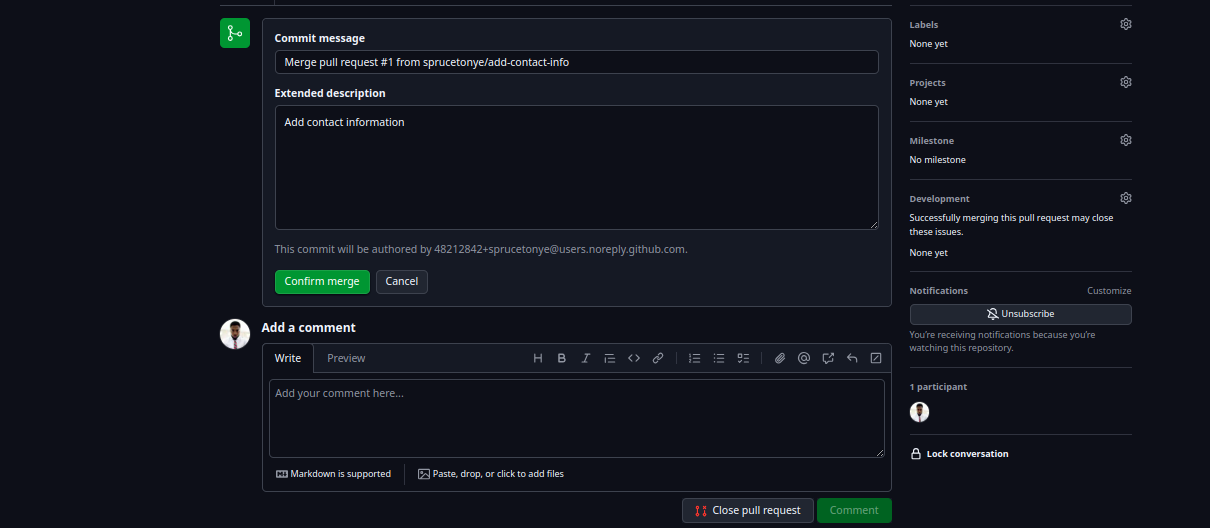 Commit message
Merge pull request #1 from sprucetonye/add-contact-info
Extended description
Add contact information
This commit will be authored by 48212842+sprucetonye@users.noreply.github.com.
Confirm merge
Cancel
Add a comment
Write
Preview
Add your comment here...
Markdown is supported
Paste, drop, or click to add files
Close pull request
Comment
Labels
None yet
Projects
None yet
Milestone
No milestone
Development
Successfully merging this pull request may close
these issues.
None yet
Notifications
Customize
Unsubscribe
You're receiving notifications because you're
watching this repository.
1 participant
Lock conversation